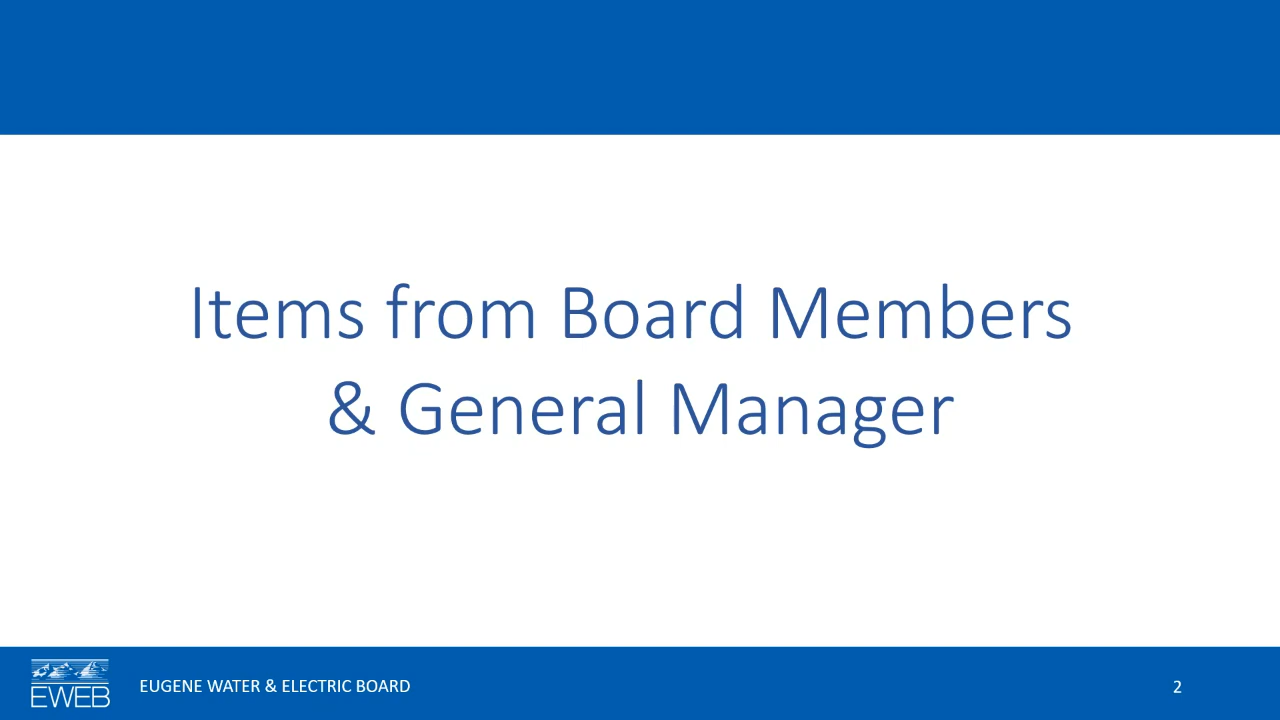 Items from Board Members
& General Manager
EWEB
EUGENE WATER & ELECTRIC BOARD
2